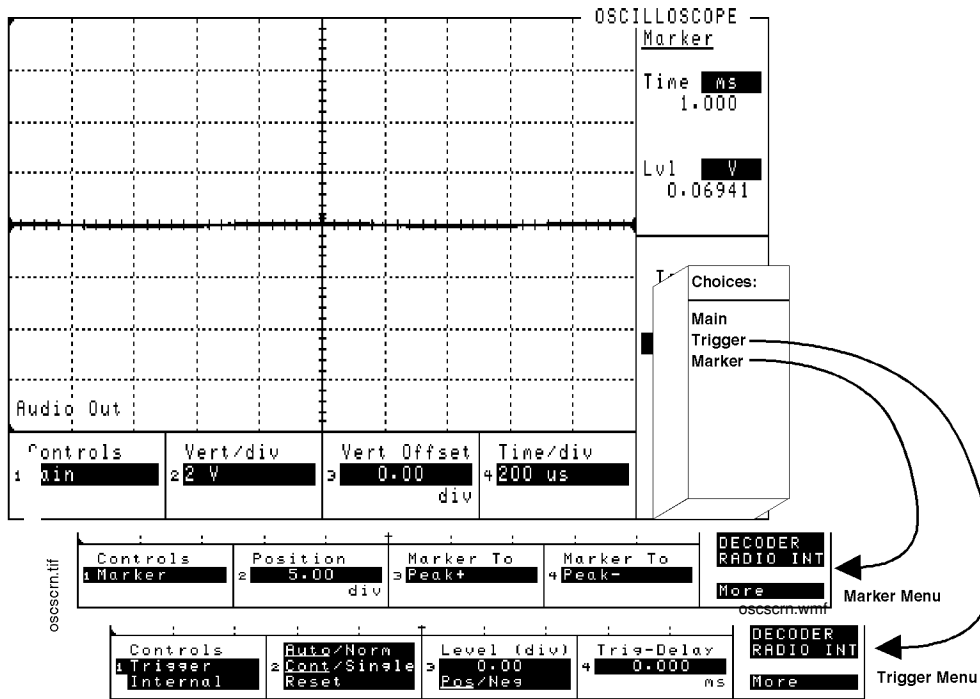 OSCILLOSCOPE
Marker
Time ms
1.000
Lvl V
0.06941
Choices:
Main
Trigger
Marker
Audio Out
Controls
1 ain
Vert/div
2 2 V
Vert Offset
3 0.00
div
Time/div
4 200 us
oscscrn.tif
Controls
1 Marker
Position
2 5.00
div
Marker To
3 Peak+
Marker To
4 Peak-
DECODER
RADIO INT
More
oscscrn.wmf
Marker Menu
Controls
1 Trigger
Internal
Auto/Norm
2 Cont/Single
Reset
Level (div)
3 0.00
Pos/Neg
Trig-Delay
4 0.000
ms
DECODER
RADIO INT
More
Trigger Menu